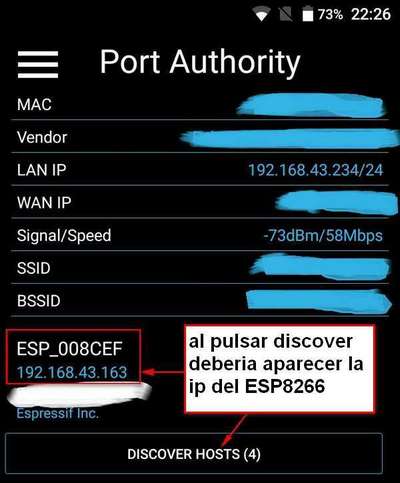 73% 22:26
Port Authority
MAC
Vendor
LAN IP 192.168.43.234/24
WAN IP
Signal/Speed -73dBm/58Mbps
SSID
BSSID
ESP_008CEF
192.168.43.163
Espressif Inc.
al pulsar discover
deberia aparecer la
ip del ESP8266
DISCOVER HOSTS (4)